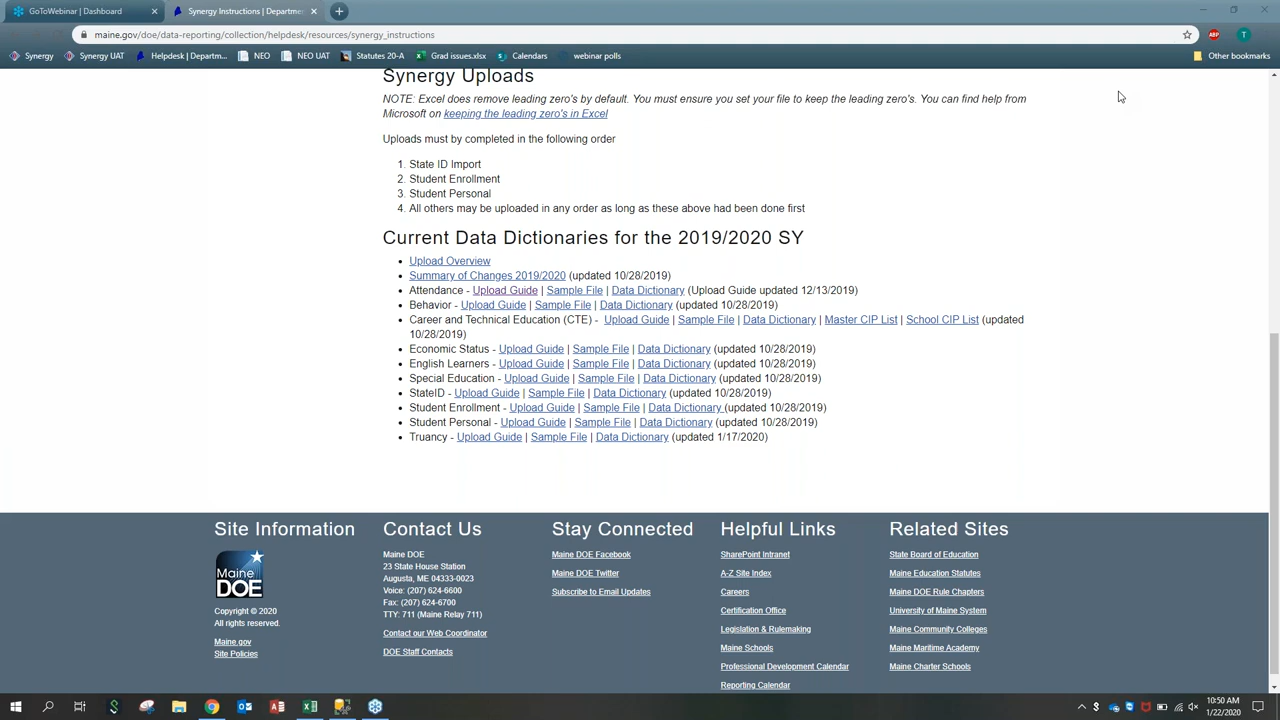 GoToWebinar | Dashboard
Synergy Instructions | Departmen
maine.gov/doe/data-reporting/collection/helpdesk/resources/synergy_instructions
ABP
T
Synergy
Synergy UAT
Helpdesk | Departm...
NEO
NEO UAT
Statutes 20-A
Grad issues.xlsx
Calendars
webinar polls
Other bookmarks
Synergy Uploads
NOTE: Excel does remove leading zero's by default. You must ensure you set your file to keep the leading zero's. You can find help from
Microsoft on keeping the leading zero's in Excel
Uploads must by completed in the following order
1. State ID Import
2. Student Enrollment
3. Student Personal
4. All others may be uploaded in any order as long as these above had been done first
Current Data Dictionaries for the 2019/2020 SY
• Upload Overview
• Summary of Changes 2019/2020 (updated 10/28/2019)
• Attendance - Upload Guide | Sample File | Data Dictionary (Upload Guide updated 12/13/2019)
• Behavior - Upload Guide | Sample File | Data Dictionary (updated 10/28/2019)
• Career and Technical Education (CTE) - Upload Guide | Sample File | Data Dictionary | Master CIP List | School CIP List (updated
10/28/2019)
• Economic Status - Upload Guide | Sample File | Data Dictionary (updated 10/28/2019)
• English Learners - Upload Guide | Sample File | Data Dictionary (updated 10/28/2019)
• Special Education - Upload Guide | Sample File | Data Dictionary (updated 10/28/2019)
• StateID - Upload Guide | Sample File | Data Dictionary (updated 10/28/2019)
• Student Enrollment - Upload Guide | Sample File | Data Dictionary (updated 10/28/2019)
• Student Personal - Upload Guide | Sample File | Data Dictionary (updated 10/28/2019)
• Truancy - Upload Guide | Sample File | Data Dictionary (updated 1/17/2020)
Site Information
Maine
DOE
Copyright © 2020
All rights reserved.
Maine.gov
Site Policies
Contact Us
Maine DOE
23 State House Station
Augusta, ME 04333-0023
Voice: (207) 624-6600
Fax: (207) 624-6700
TTY: 711 (Maine Relay 711)
Contact our Web Coordinator
DOE Staff Contacts
Stay Connected
Maine DOE Facebook
Maine DOE Twitter
Subscribe to Email Updates
Helpful Links
SharePoint Intranet
A-Z Site Index
Careers
Certification Office
Legislation & Rulemaking
Maine Schools
Professional Development Calendar
Reporting Calendar
Related Sites
State Board of Education
Maine Education Statutes
Maine DOE Rule Chapters
University of Maine System
Maine Community Colleges
Maine Maritime Academy
Maine Charter Schools
10:50 AM
1/22/2020